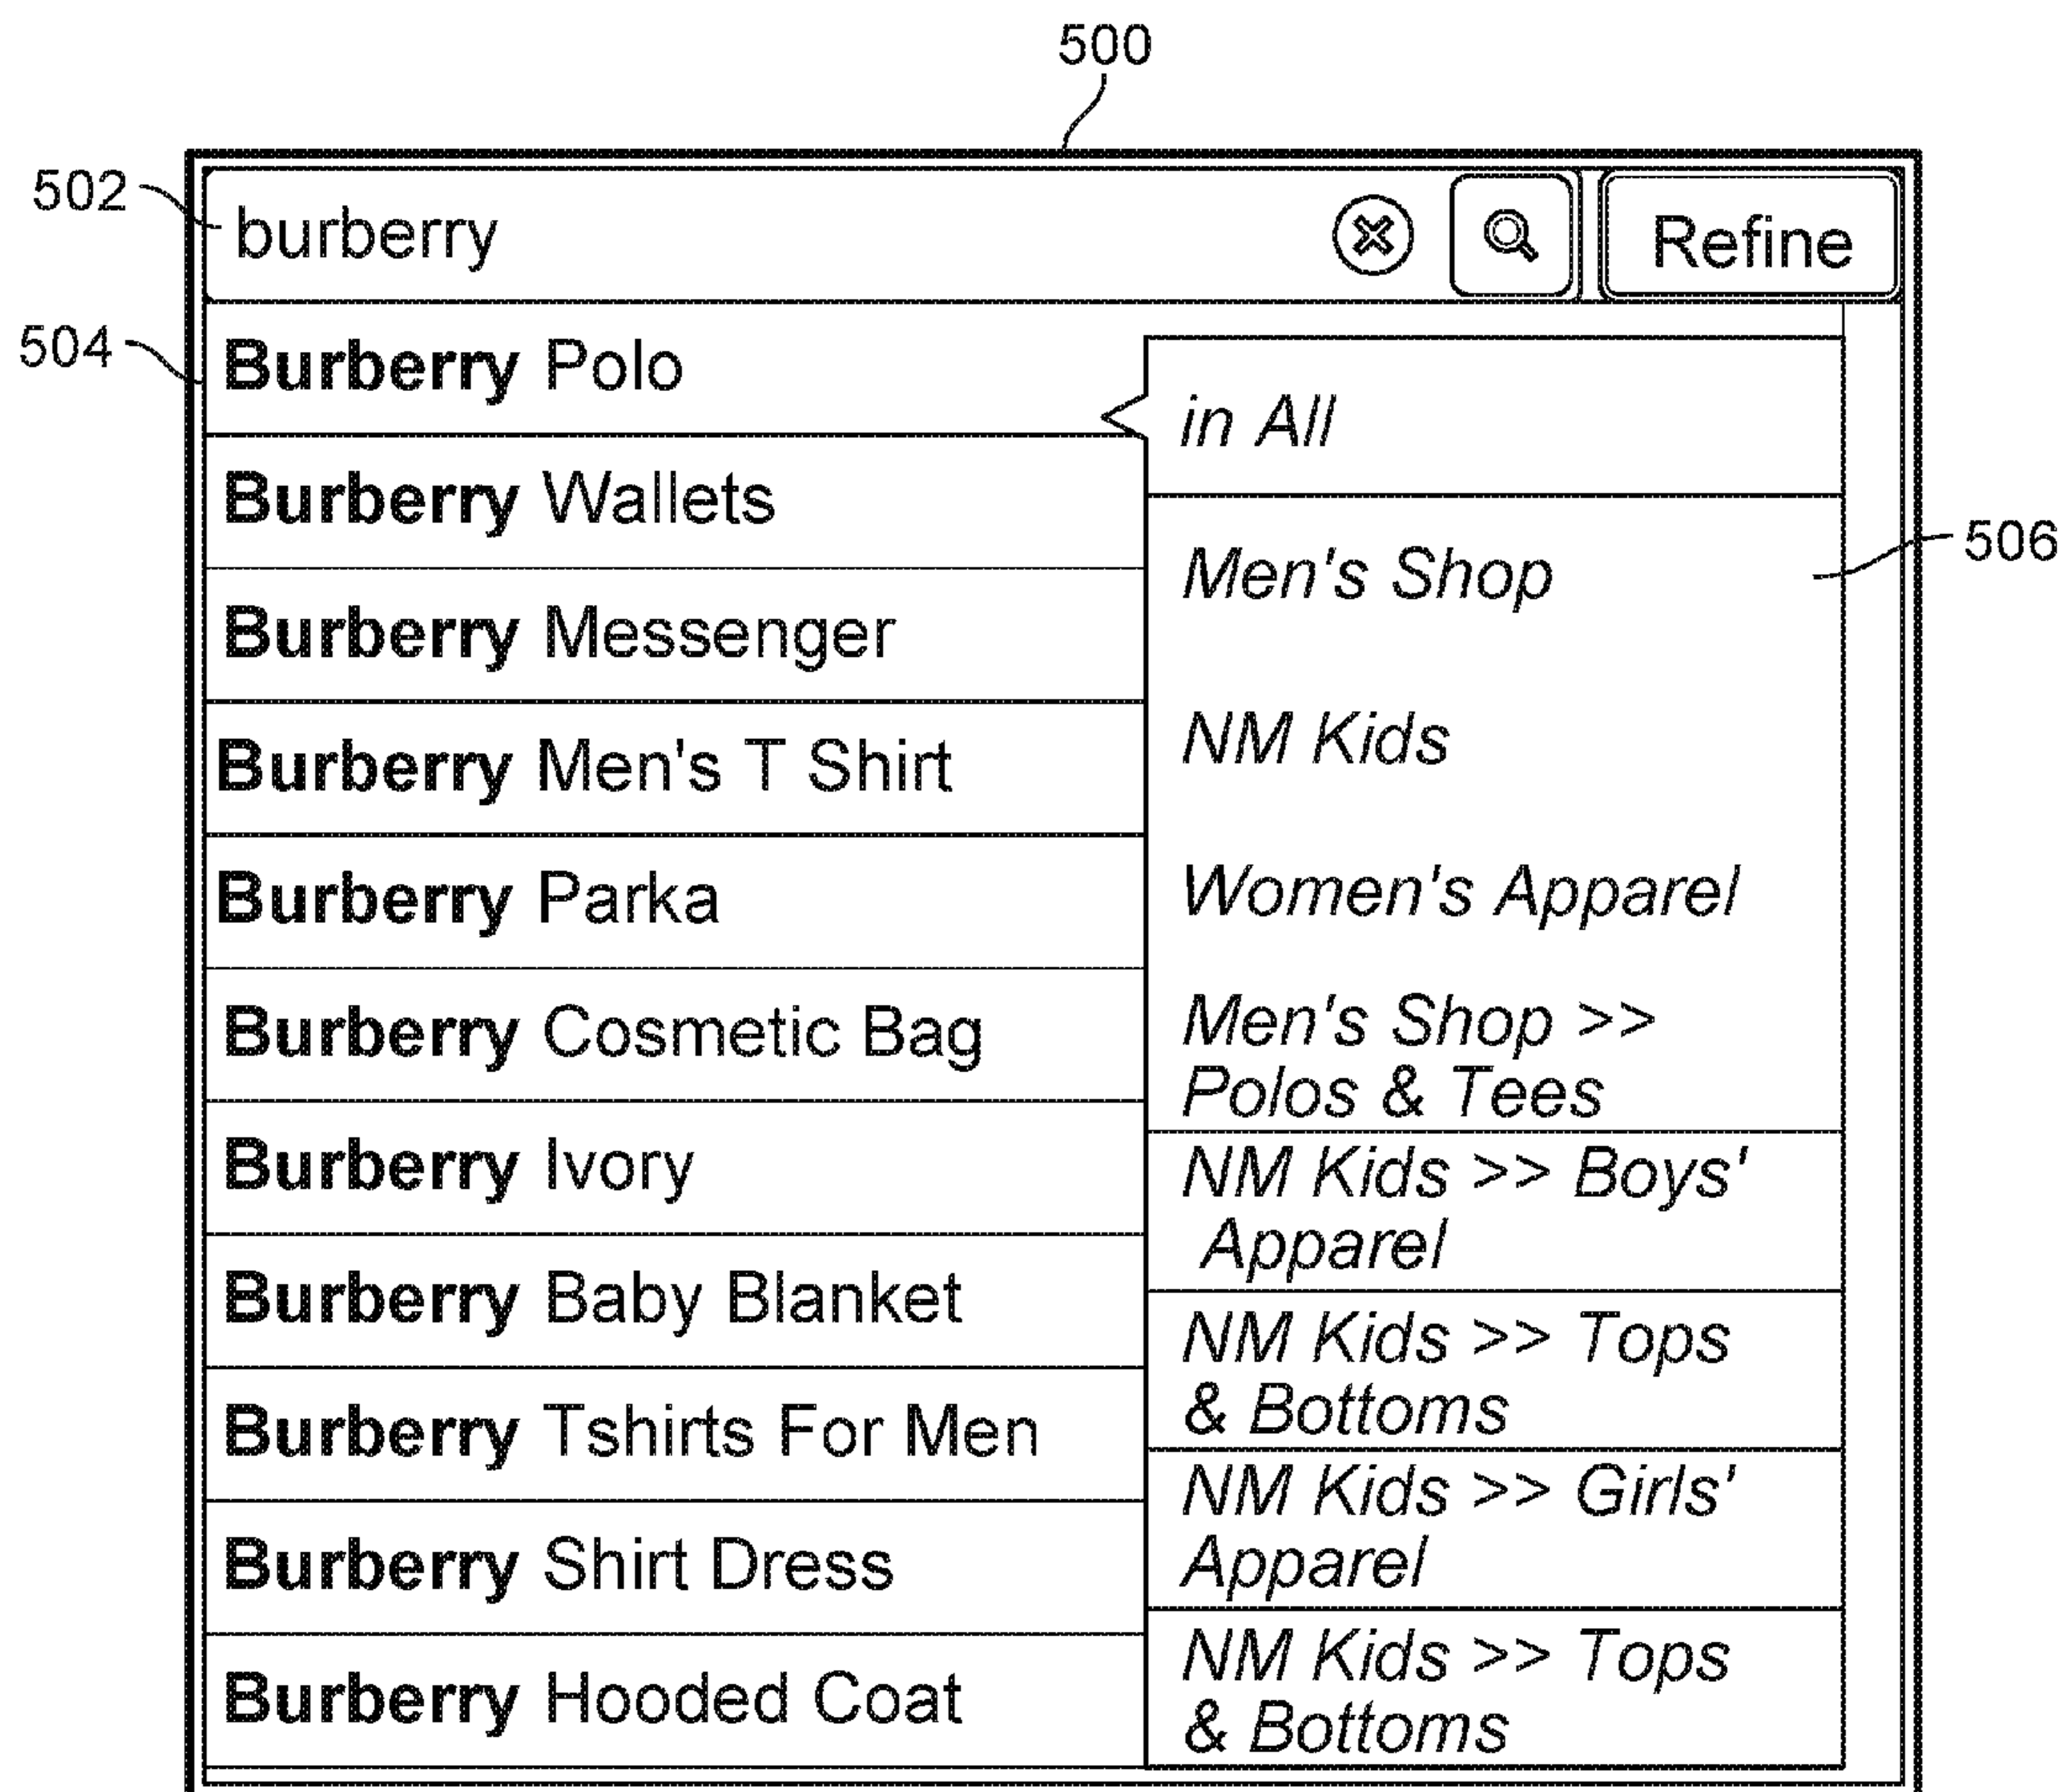 500
502
burberry
Refine
504
Burberry Polo
Burberry Wallets
Burberry Messenger
Burberry Men's T Shirt
Burberry Parka
Burberry Cosmetic Bag
Burberry Ivory
Burberry Baby Blanket
Burberry Tshirts For Men
Burberry Shirt Dress
Burberry Hooded Coat
in All
Men's Shop
506
NM Kids
Women's Apparel
Men's Shop >>
Polos & Tees
NM Kids >> Boys'
Apparel
NM Kids >> Tops
& Bottoms
NM Kids >> Girls'
Apparel
NM Kids >> Tops
& Bottoms